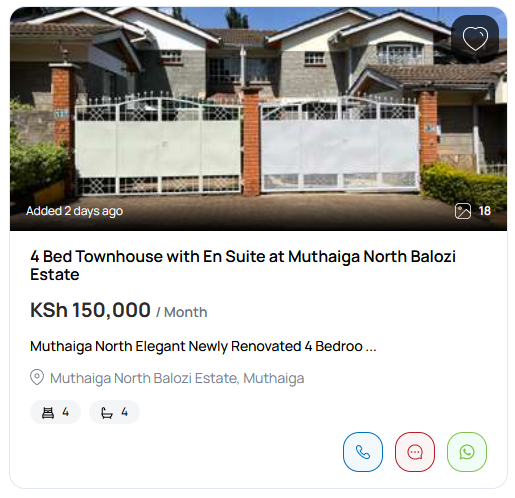 Added 2 days ago
18
4 Bed Townhouse with En Suite at Muthaiga North Balozi
Estate
KSh 150,000 / Month
Muthaiga North Elegant Newly Renovated 4 Bedroo ...
Muthaiga North Balozi Estate, Muthaiga
4 4